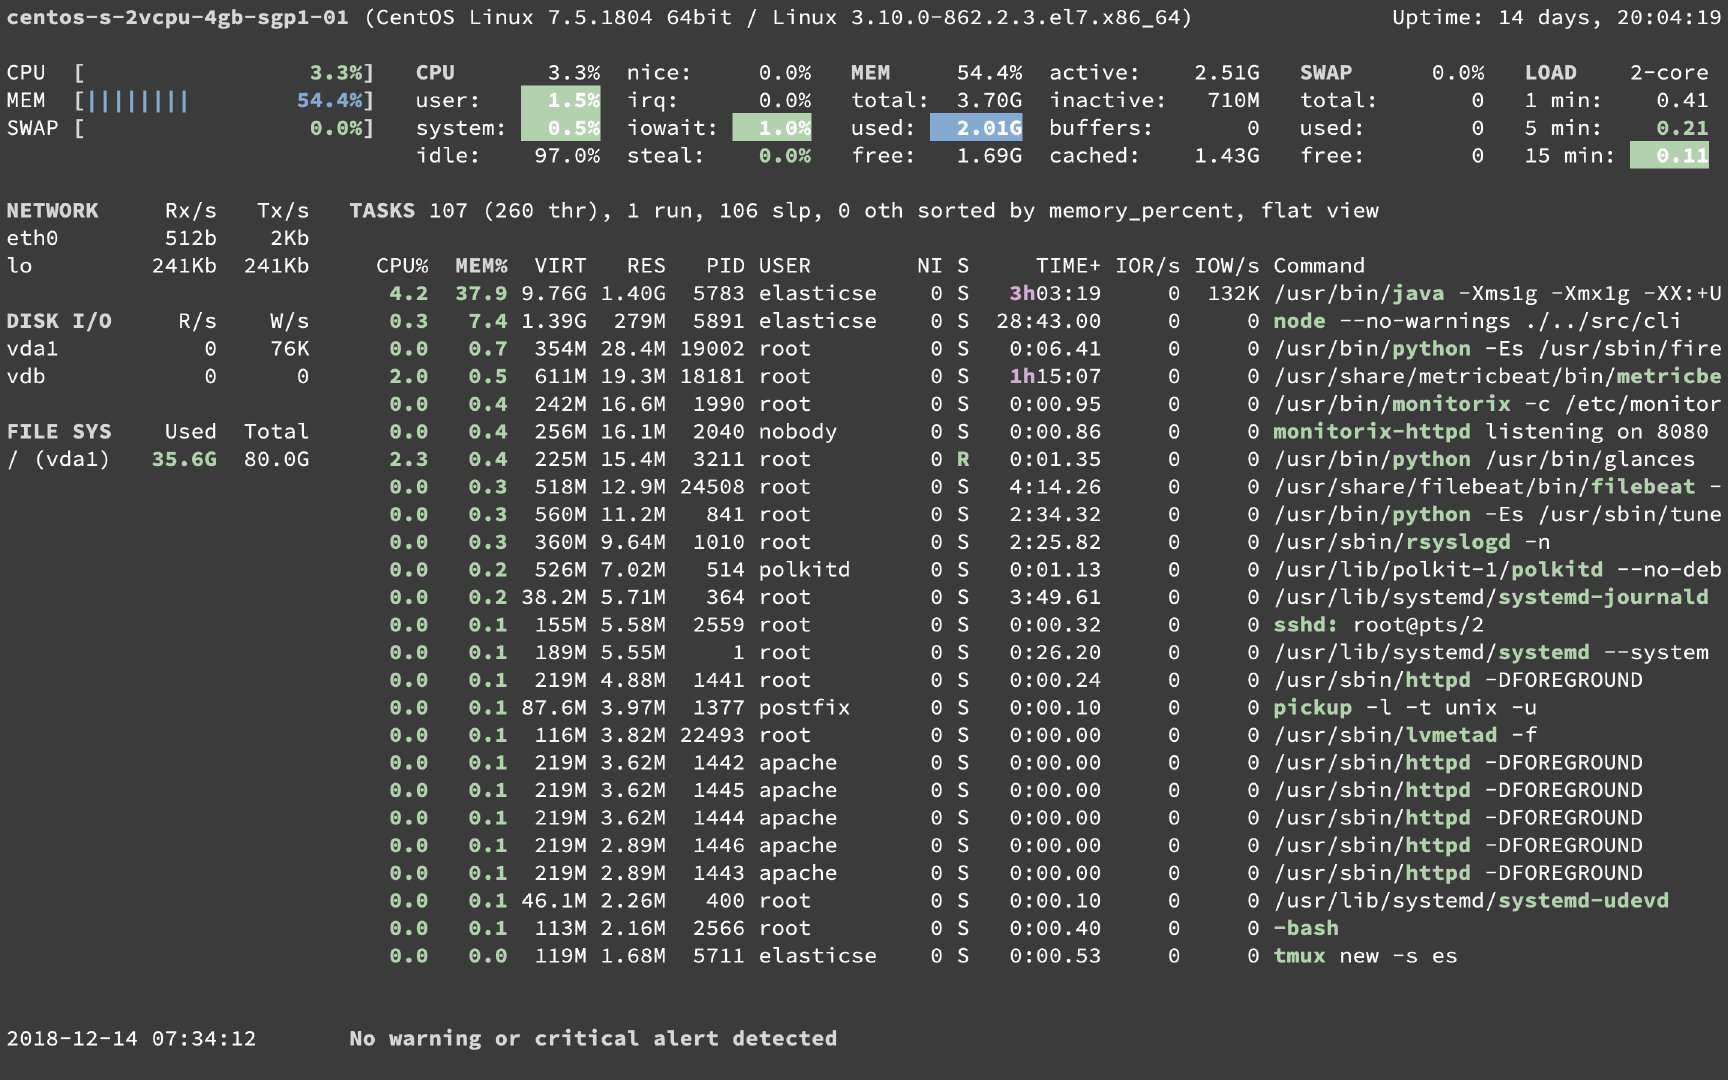 centos-s-2vcpu-4gb-sgp1-01 (CentOS Linux 7.5.1804 64bit / Linux 3.10.0-862.2.3.el7.x86_64) Uptime: 14 days, 20:04:19
CPU [ 3.3%] CPU 3.3% nice: 0.0% MEM 54.4% active: 2.51G SWAP 0.0% LOAD 2-core
MEM [|||||||| 54.4%] user: 1.5% irq: 0.0% total: 3.70G inactive: 710M total: 0 1 min: 0.41
SWAP [ 0.0%] system: 0.5% iowait: 1.0% used: 2.01G buffers: 0 used: 0 5 min: 0.21
idle: 97.0% steal: 0.0% free: 1.69G cached: 1.43G free: 0 15 min: 0.11
NETWORK Rx/s Tx/s TASKS 107 (260 thr), 1 run, 106 slp, 0 oth sorted by memory_percent, flat view
eth0 512b 2Kb
lo 241Kb 241Kb CPU% MEM% VIRT RES PID USER NI S TIME+ IOR/s IOW/s Command
4.2 37.9 9.76G 1.40G 5783 elasticse 0 S 3h03:19 0 132K /usr/bin/java -Xms1g -Xmx1g -XX:+U
DISK I/O R/s W/s 0.3 7.4 1.39G 279M 5891 elasticse 0 S 28:43.00 0 0 node --no-warnings ./../src/cli
vda1 0 76K 0.0 0.7 354M 28.4M 19002 root 0 S 0:06.41 0 0 /usr/bin/python -Es /usr/sbin/fire
vdb 0 0 2.0 0.5 611M 19.3M 18181 root 0 S 1h15:07 0 0 /usr/share/metricbeat/bin/metricbe
0.0 0.4 242M 16.6M 1990 root 0 S 0:00.95 0 0 /usr/bin/monitorix -c /etc/monitor
FILE SYS Used Total 0.0 0.4 256M 16.1M 2040 nobody 0 S 0:00.86 0 0 monitorix-httpd listening on 8080
/ (vda1) 35.6G 80.0G 2.3 0.4 225M 15.4M 3211 root 0 R 0:01.35 0 0 /usr/bin/python /usr/bin/glances
0.0 0.3 518M 12.9M 24508 root 0 S 4:14.26 0 0 /usr/share/filebeat/bin/filebeat -
0.0 0.3 560M 11.2M 841 root 0 S 2:34.32 0 0 /usr/bin/python -Es /usr/sbin/tune
0.0 0.3 360M 9.64M 1010 root 0 S 2:25.82 0 0 /usr/sbin/rsyslogd -n
0.0 0.2 526M 7.02M 514 polkitd 0 S 0:01.13 0 0 /usr/lib/polkit-1/polkitd --no-deb
0.0 0.2 38.2M 5.71M 364 root 0 S 3:49.61 0 0 /usr/lib/systemd/systemd-journald
0.0 0.1 155M 5.58M 2559 root 0 S 0:00.32 0 0 sshd: root@pts/2
0.0 0.1 189M 5.55M 1 root 0 S 0:26.20 0 0 /usr/lib/systemd/systemd --system
0.0 0.1 219M 4.88M 1441 root 0 S 0:00.24 0 0 /usr/sbin/httpd -DFOREGROUND
0.0 0.1 87.6M 3.97M 1377 postfix 0 S 0:00.10 0 0 pickup -l -t unix -u
0.0 0.1 116M 3.82M 22493 root 0 S 0:00.00 0 0 /usr/sbin/lvmetad -f
0.0 0.1 219M 3.62M 1442 apache 0 S 0:00.00 0 0 /usr/sbin/httpd -DFOREGROUND
0.0 0.1 219M 3.62M 1445 apache 0 S 0:00.00 0 0 /usr/sbin/httpd -DFOREGROUND
0.0 0.1 219M 3.62M 1444 apache 0 S 0:00.00 0 0 /usr/sbin/httpd -DFOREGROUND
0.0 0.1 219M 2.89M 1446 apache 0 S 0:00.00 0 0 /usr/sbin/httpd -DFOREGROUND
0.0 0.1 219M 2.89M 1443 apache 0 S 0:00.00 0 0 /usr/sbin/httpd -DFOREGROUND
0.0 0.1 46.1M 2.26M 400 root 0 S 0:00.10 0 0 /usr/lib/systemd/systemd-udevd
0.0 0.1 113M 2.16M 2566 root 0 S 0:00.40 0 0 -bash
0.0 0.0 119M 1.68M 5711 elasticse 0 S 0:00.53 0 0 tmux new -s es
2018-12-14 07:34:12 No warning or critical alert detected